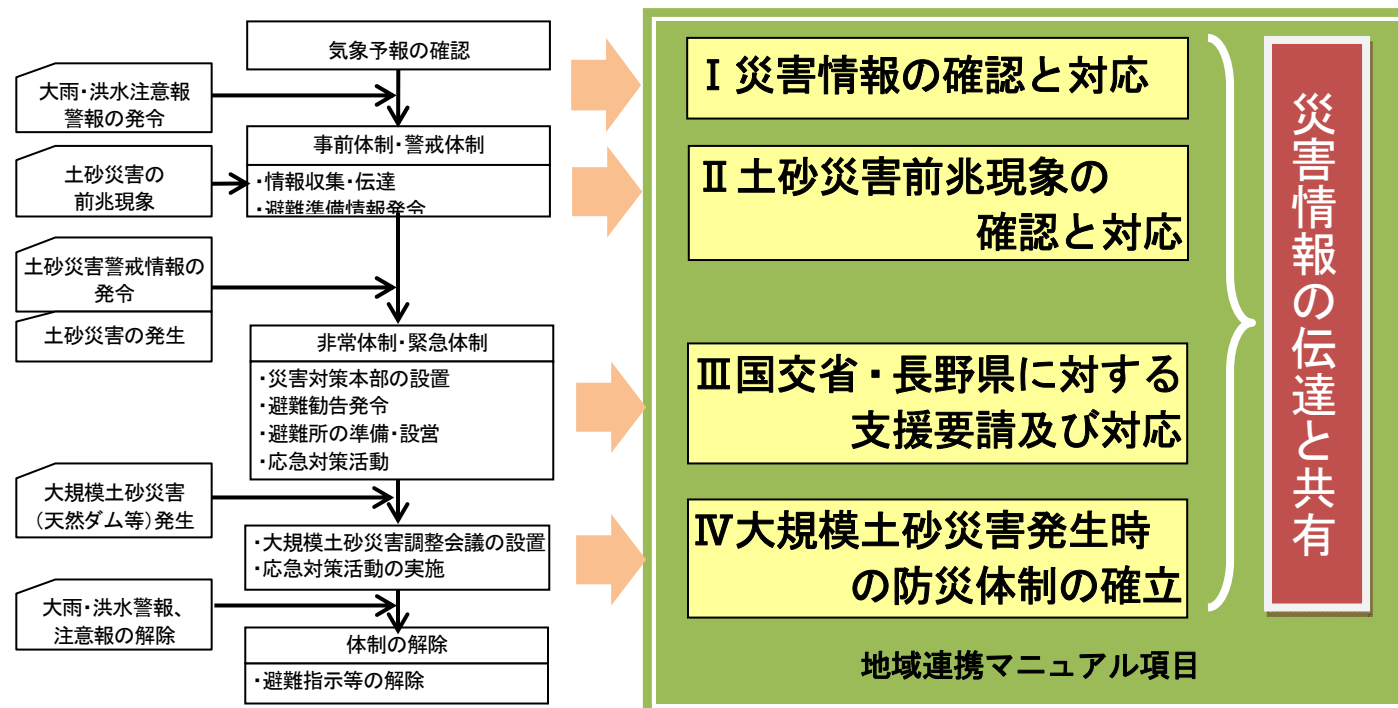 気象予報の確認
大雨・洪水注意報
警報の発令
事前体制・警戒体制
・情報収集・伝達
・避難準備情報発令
土砂災害の
前兆現象
土砂災害警戒情報の
発令
土砂災害の発生
非常体制・緊急体制
・災害対策本部の設置
・避難勧告発令
・避難所の準備・設営
・応急対策活動
大規模土砂災害
(天然ダム等)発生
・大規模土砂災害調整会議の設置
・応急対策活動の実施
大雨・洪水警報、
注意報の解除
体制の解除
・避難指示等の解除
Ⅰ災害情報の確認と対応
Ⅱ土砂災害前兆現象の
確認と対応
Ⅲ国交省・長野県に対する
支援要請及び対応
Ⅳ大規模土砂災害発生時
の防災体制の確立
地域連携マニュアル項目
災害情報の伝達と共有